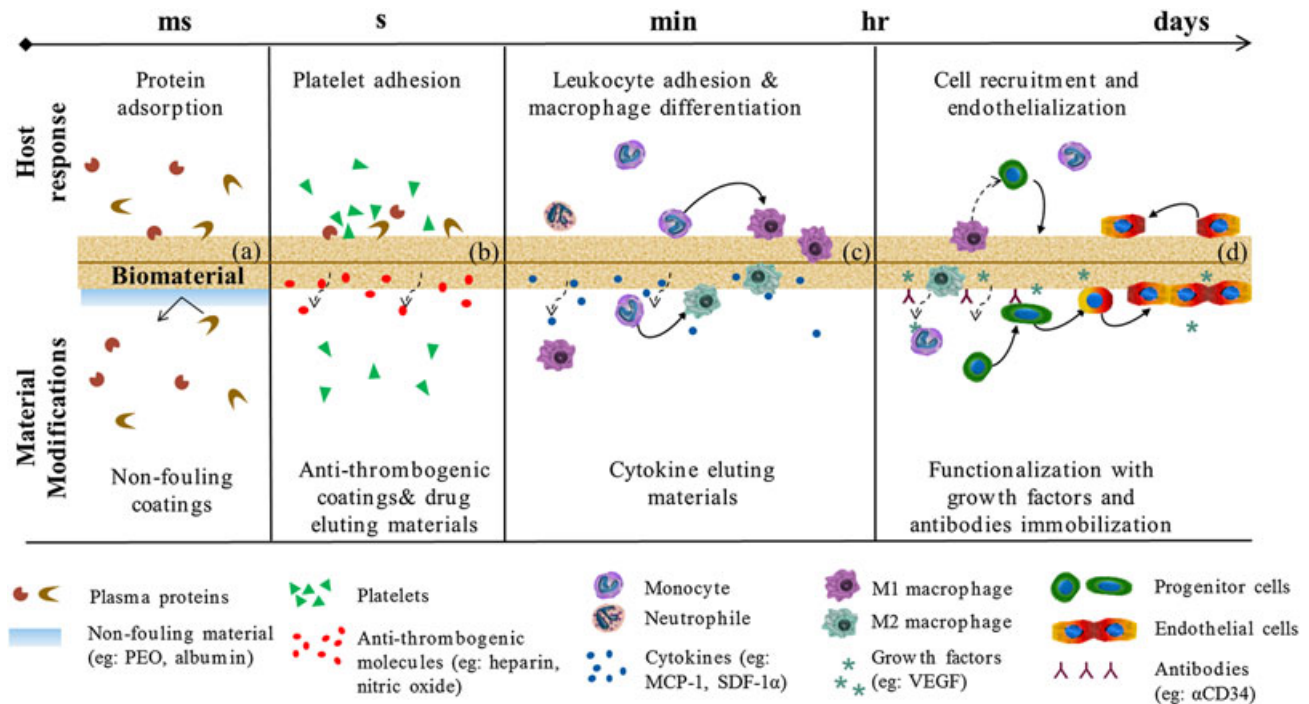 ms
s
min
hr
days
Host
response
Protein
adsorption
Platelet adhesion
Leukocyte adhesion &
macrophage differentiation
Cell recruitment and
endothelialization
(a)
(b)
(c)
(d)
Biomaterial
Material
Modifications
Non-fouling
coatings
Anti-thrombogenic
coatings& drug
eluting materials
Cytokine eluting
materials
Functionalization with
growth factors and
antibodies immobilization
Plasma proteins
Non-fouling material
(eg: PEO, albumin)
Platelets
Anti-thrombogenic
molecules (eg: heparin,
nitric oxide)
Monocyte
Neutrophile
Cytokines (eg:
MCP-1, SDF-1α)
M1 macrophage
M2 macrophage
Growth factors
(eg: VEGF)
Progenitor cells
Endothelial cells
Antibodies
(eg: αCD34)